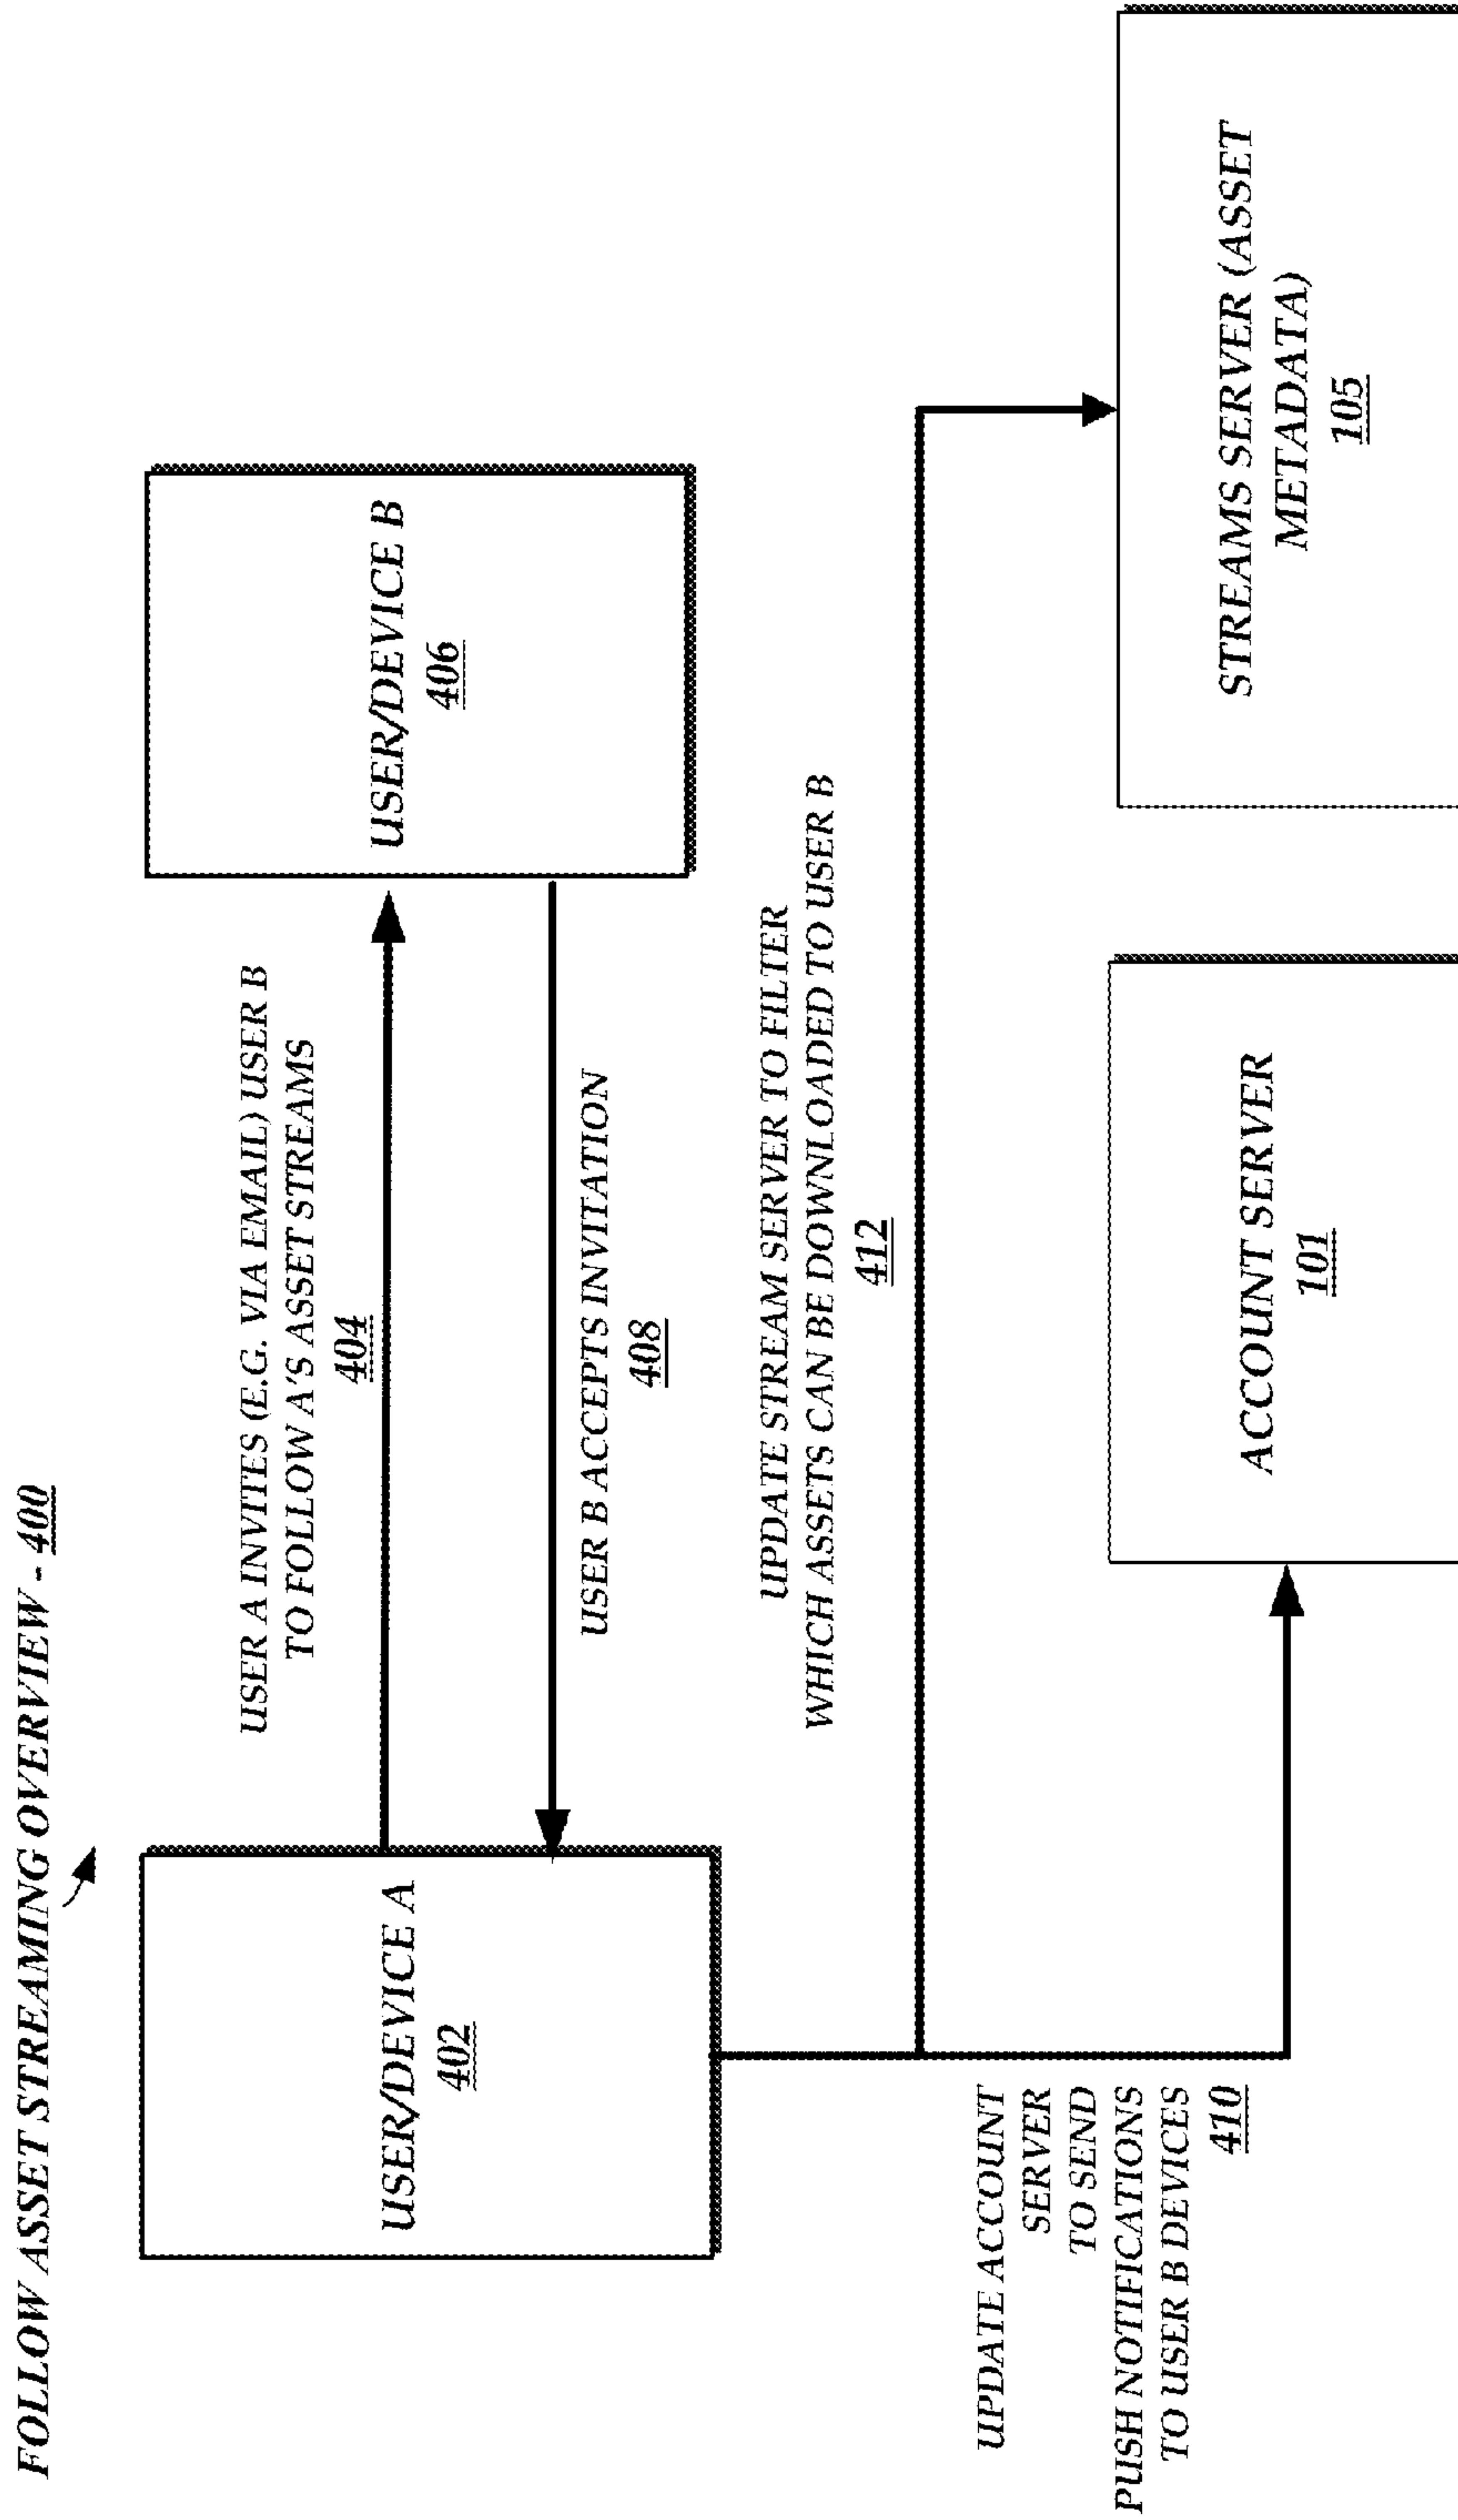 FOLLOW ASSET STREAMING OVERVIEW - 400
USER A INVITES (E.G. VIA EMAIL) USER B
TO FOLLOW A'S ASSET STREAMS
404
USER/DEVICE A
402
USER/DEVICE B
406
USER B ACCEPTS INVITATION
408
UPDATE STREAM SERVER TO FILTER
WHICH ASSETS CAN BE DOWNLOADED TO USER B
412
UPDATE ACCOUNT
SERVER
TO SEND
PUSH NOTIFICATIONS
TO USER B DEVICES
410
ACCOUNT SERVER
101
STREAMS SERVER (ASSET
METADATA)
105